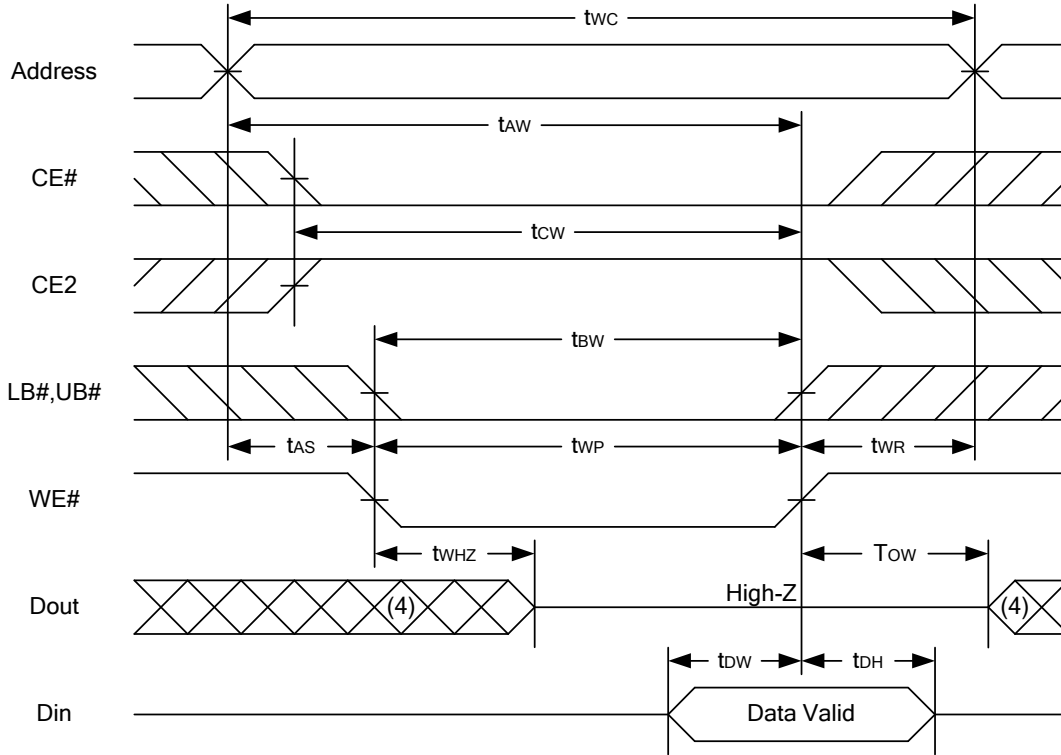 tWC
Address
tAW
CE#
tCW
CE2
tBW
LB#,UB#
tAS
tWP
tWR
WE#
tWHZ
TOW
Dout
(4)
High-Z
(4)
tDW
tDH
Din
Data Valid